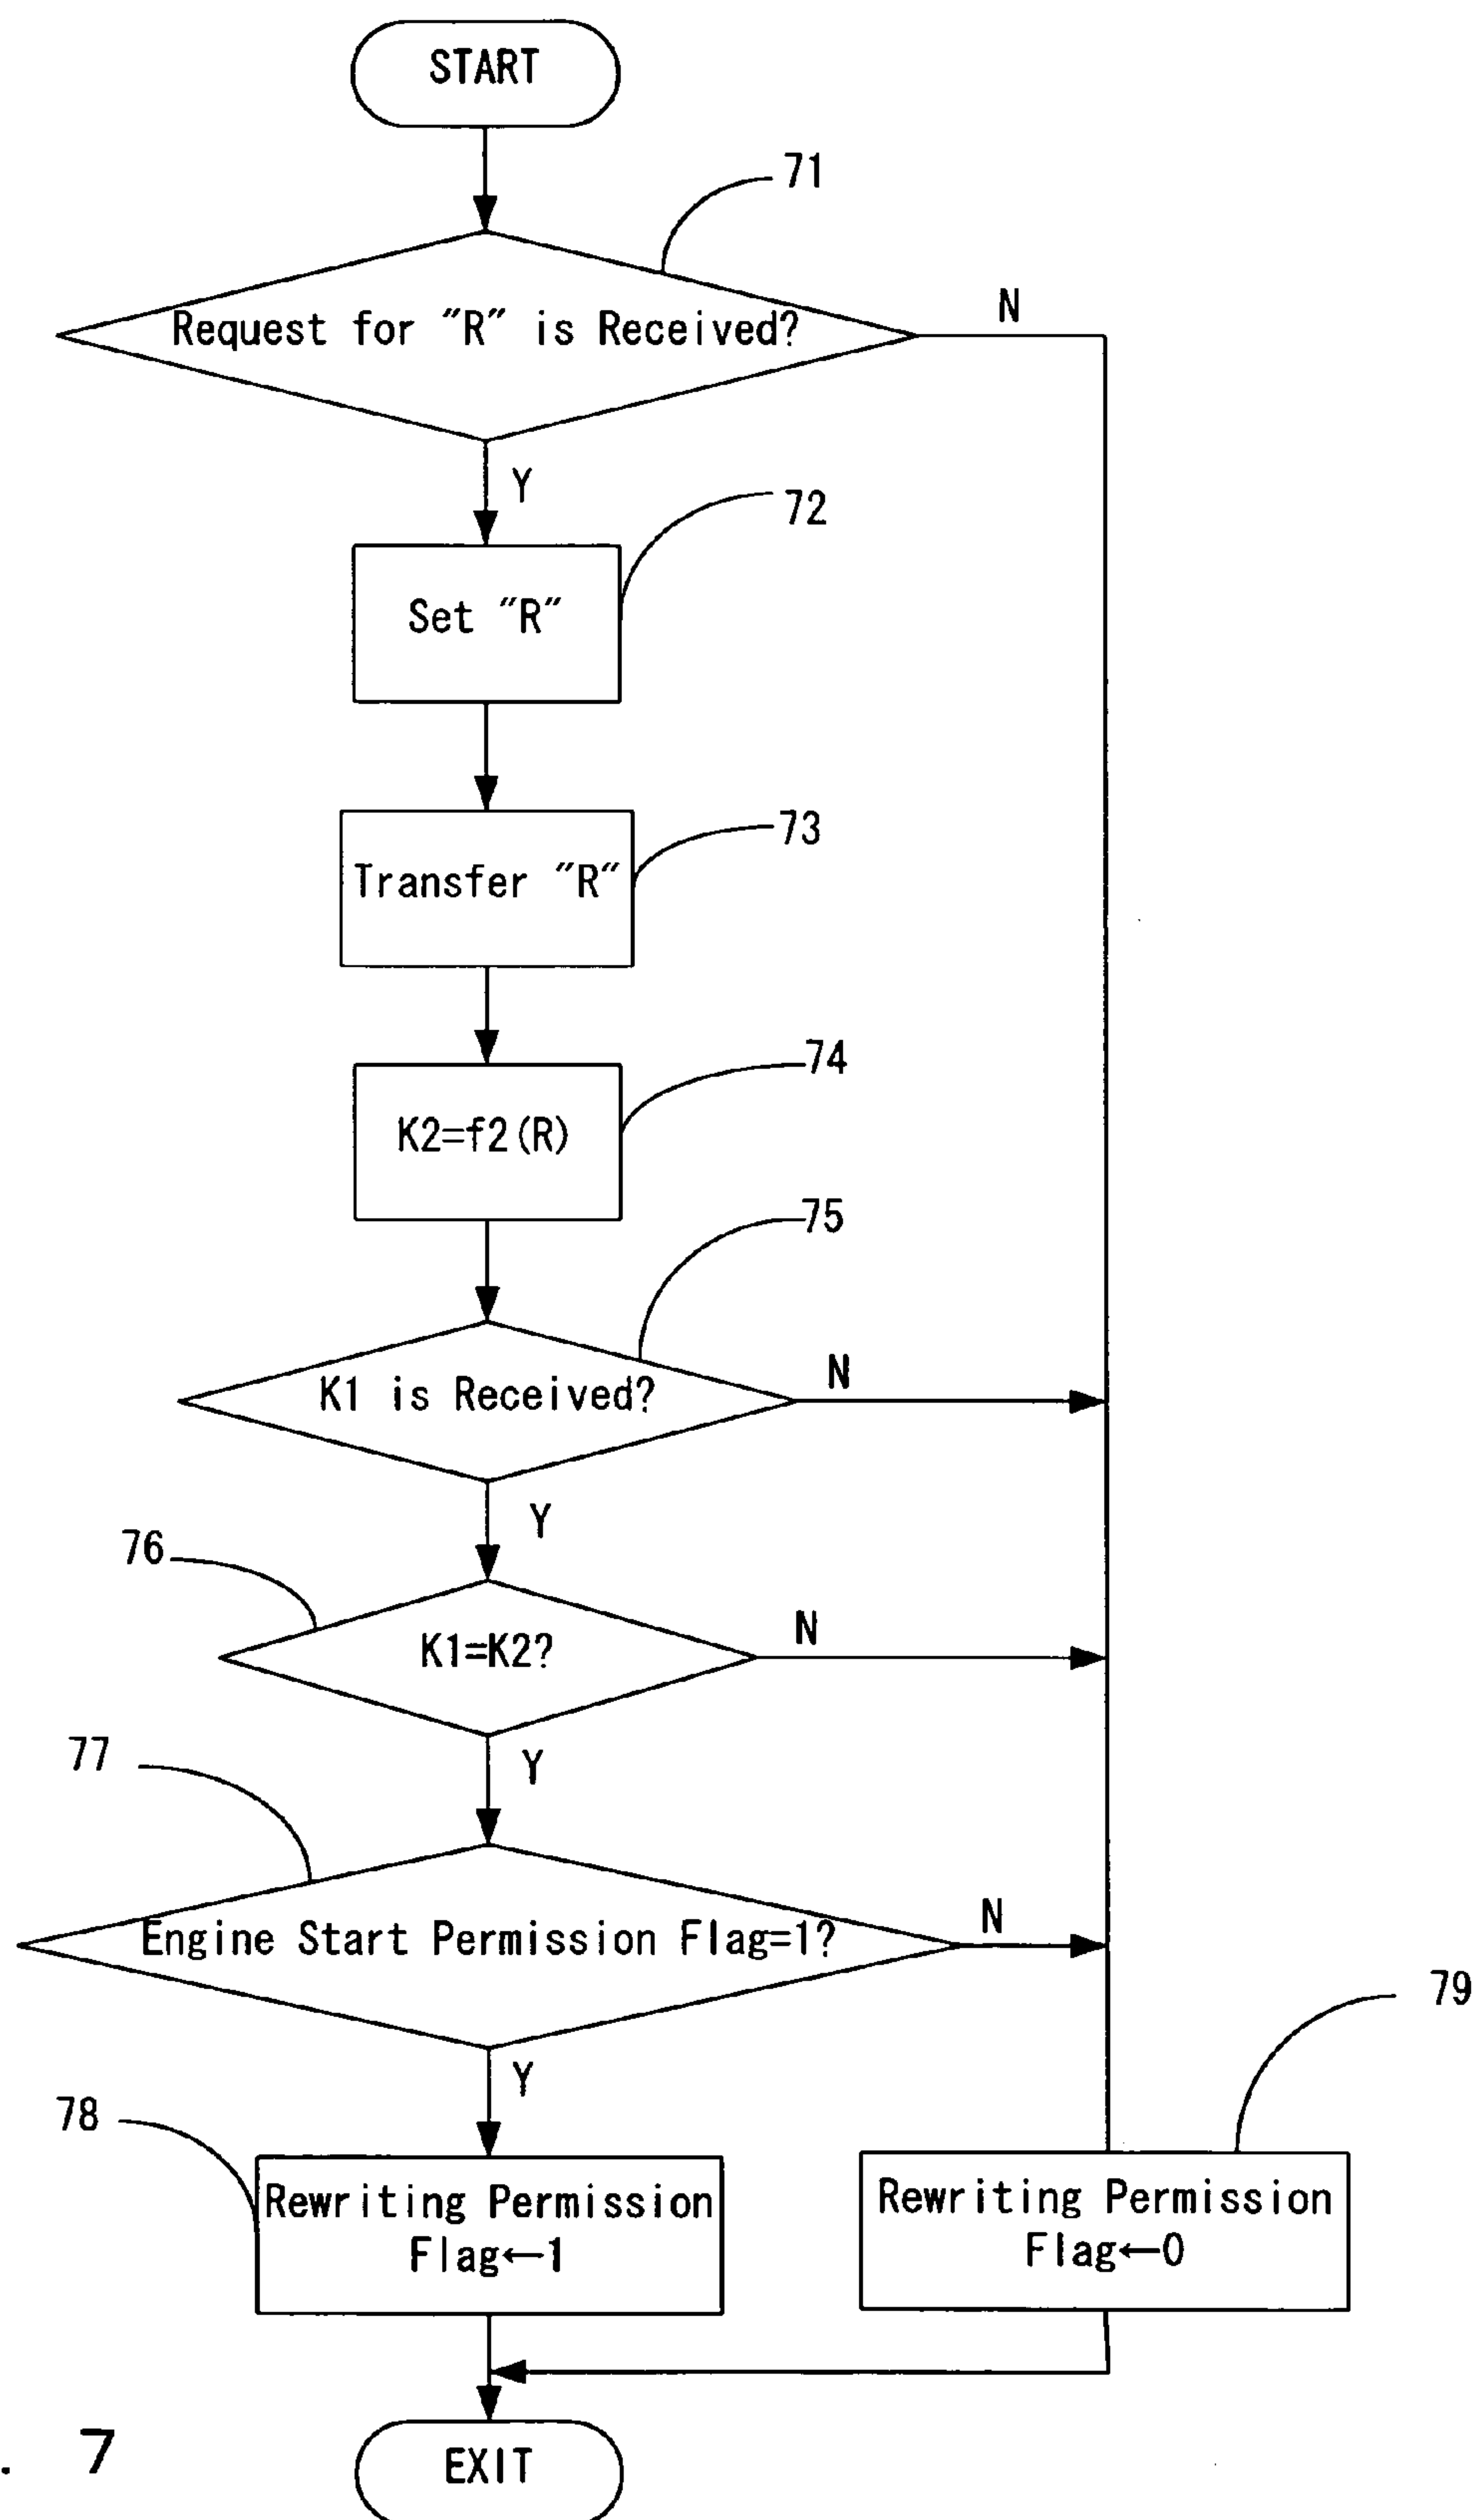 START
71
Request for "R" is Received?
N
Y
72
Set "R"
73
Transfer "R"
74
K2=f2(R)
75
K1 is Received?
N
Y
76
K1=K2?
N
Y
77
Engine Start Permission Flag=1?
N
79
Y
78
Rewriting Permission
Flag←1
Rewriting Permission
Flag←0
. 7
EXIT